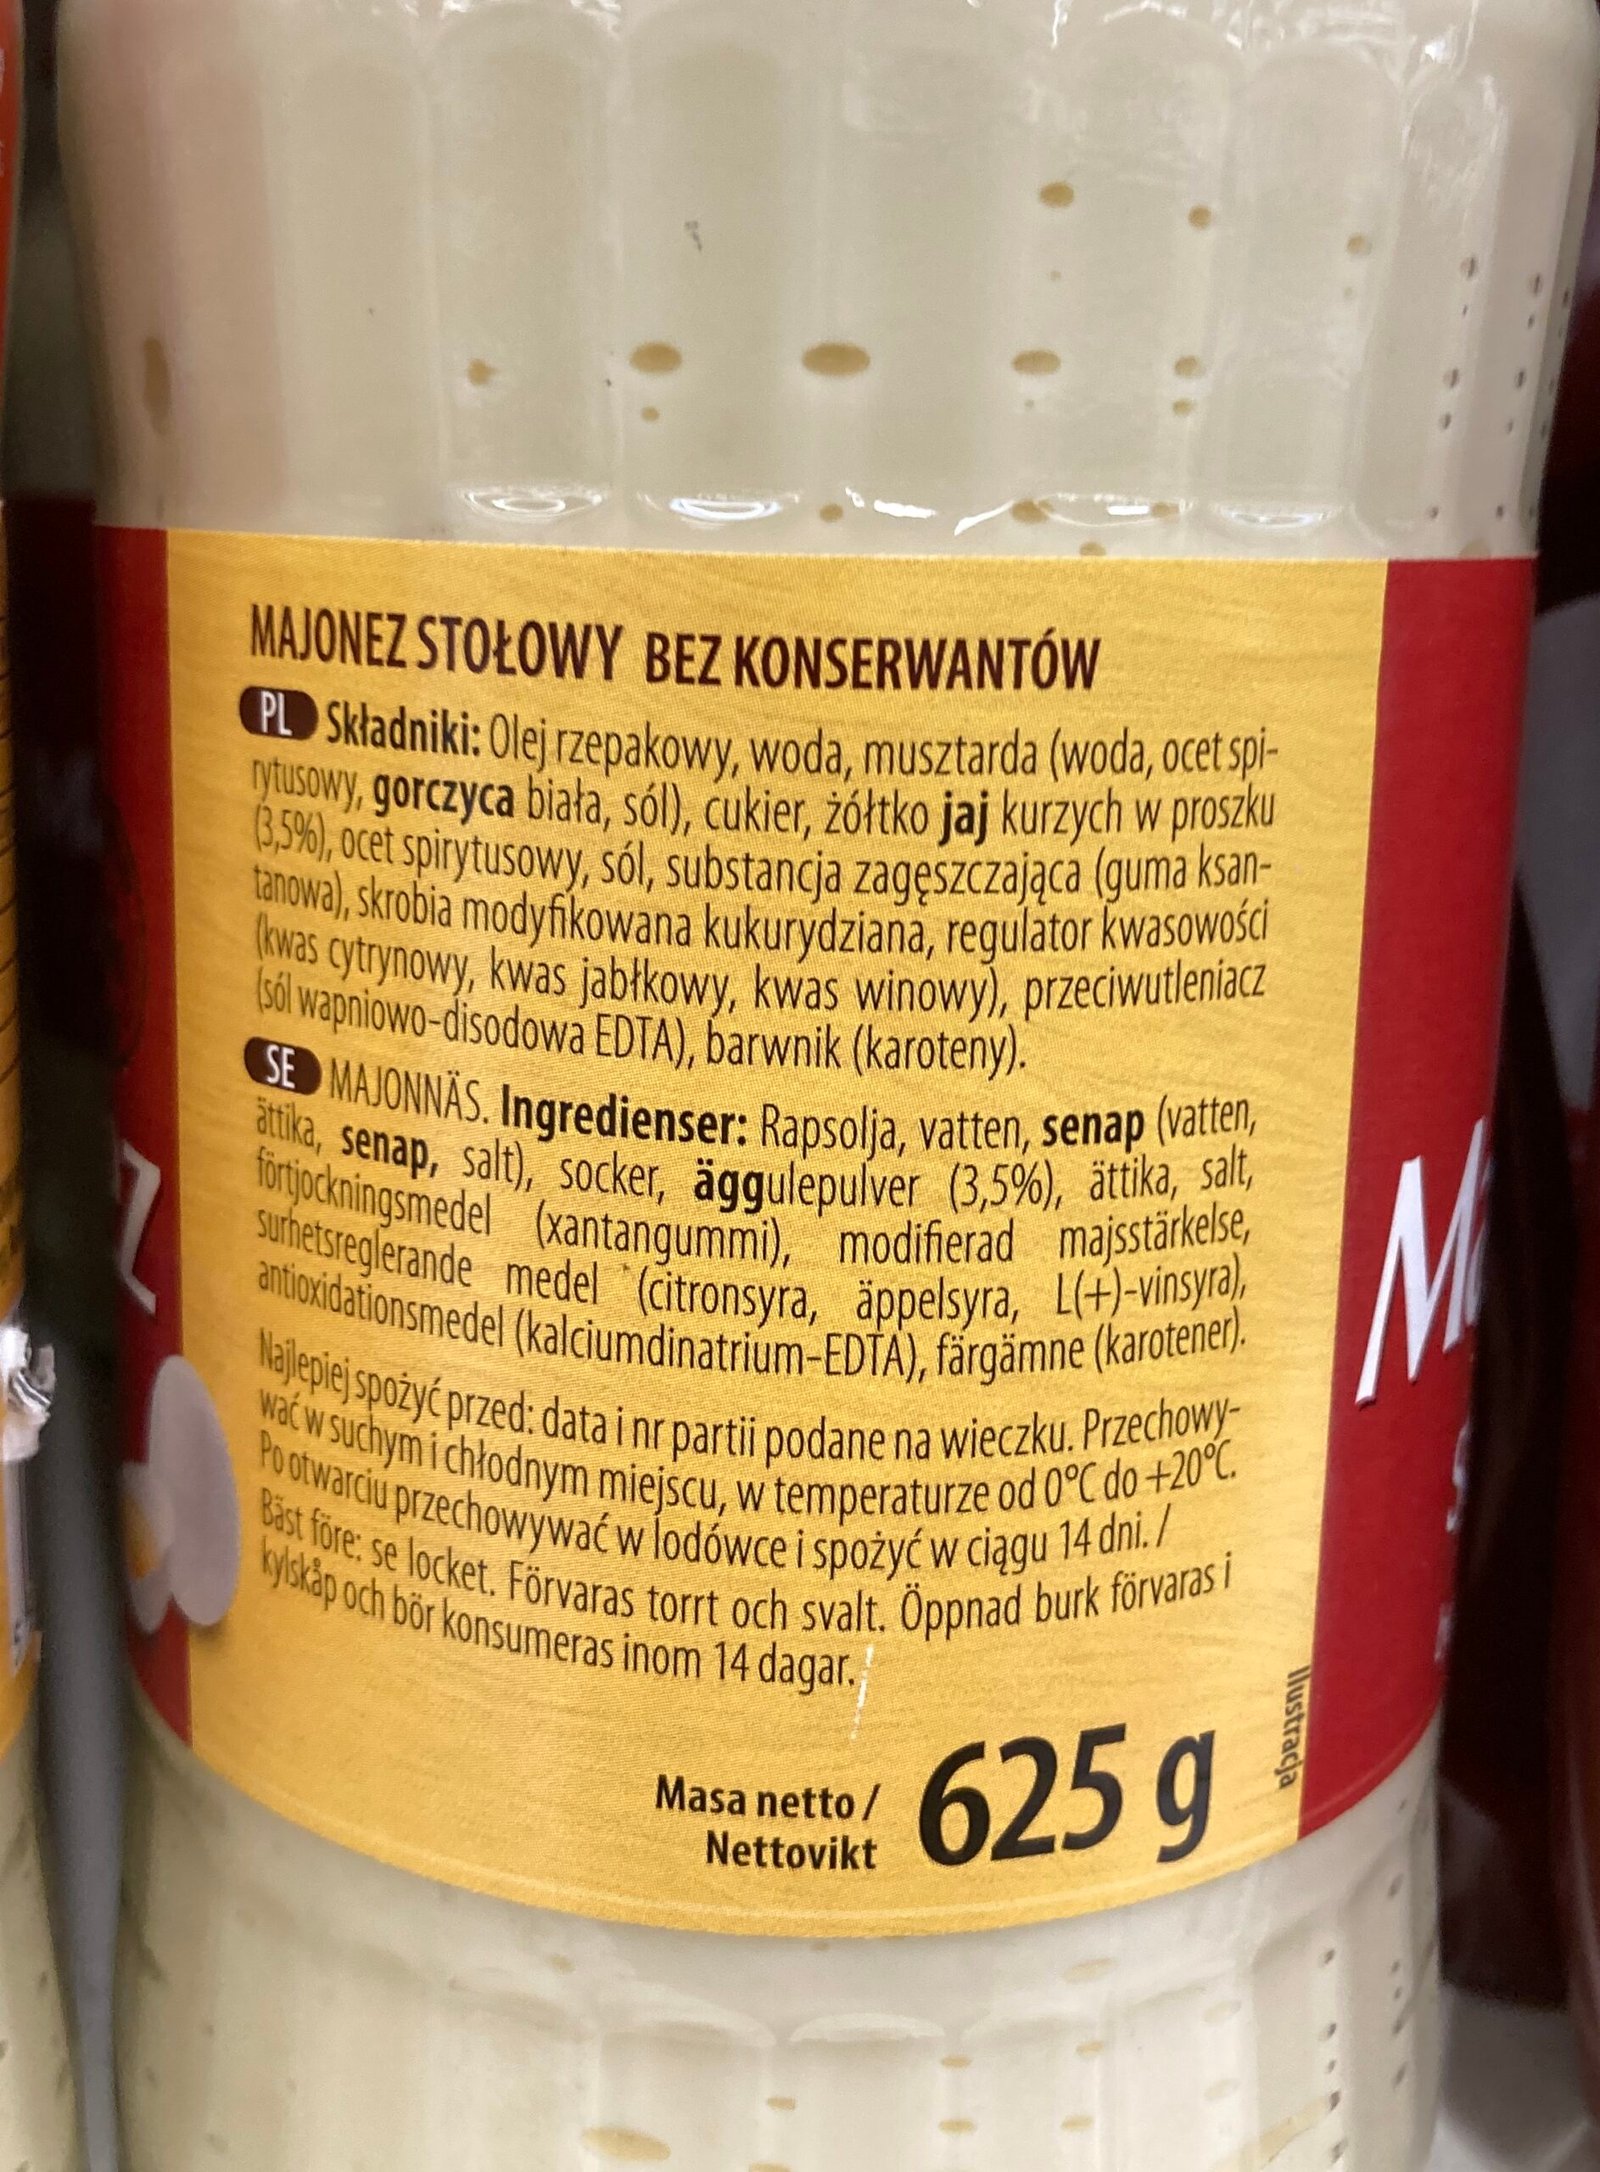 MAJONEZ STOŁOWY BEZ KONSERWANTÓW
PL Składniki: Olej rzepakowy, woda, musztarda (woda, ocet spi-
rytusowy, gorczyca biała, sól), cukier, żółtko jaj kurzych w proszku
(3,5%), ocet spirytusowy, sól, substancja zagęszczająca (guma ksan-
tanowa), skrobia modyfikowana kukurydziana, regulator kwasowości
(kwas cytrynowy, kwas jabłkowy, kwas winowy), przeciwutleniacz
(sól wapniowo-disodowa EDTA), barwnik (karoteny).
SE MAJONNÄS. Ingredienser: Rapsolja, vatten, senap (vatten,
ättika, senap, salt), socker, äggulepulver (3,5%), ättika, salt,
förtjockningsmedel (xantangummi), modifierad majsstärkelse,
surhetsreglerande medel (citronsyra, äppelsyra, L(+)-vinsyra),
antioxidationsmedel (kalciumdinatrium-EDTA), färgämne (karotener).
Najlepiej spożyć przed: data i nr partii podane na wieczku. Przechowy-
wać w suchym i chłodnym miejscu, w temperaturze od 0°C do +20°C.
Po otwarciu przechowywać w lodówce i spożyć w ciągu 14 dni. /
Bäst före: se locket. Förvaras torrt och svalt. Öppnad burk förvaras i
kylskåp och bör konsumeras inom 14 dagar.
Masa netto /
Nettovikt
625 g
Ilustracja